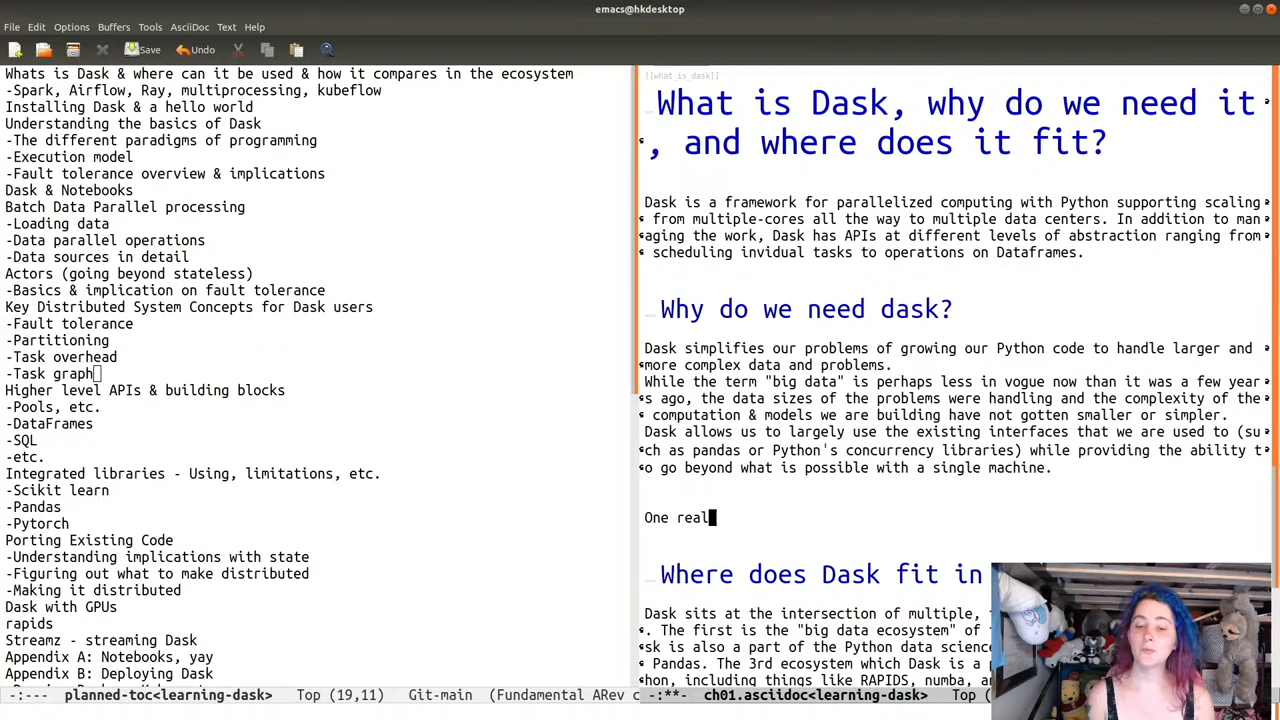 emacs@hkdesktop
File Edit Options Buffers Tools AsciiDoc Text Help
Save Undo
Whats is Dask & where can it be used & how it compares in the ecosystem
-Spark, Airflow, Ray, multiprocessing, kubeflow
Installing Dask & a hello world
Understanding the basics of Dask
-The different paradigms of programming
-Execution model
-Fault tolerance overview & implications
Dask & Notebooks
Batch Data Parallel processing
-Loading data
-Data parallel operations
-Data sources in detail
Actors (going beyond stateless)
-Basics & implication on fault tolerance
Key Distributed System Concepts for Dask users
-Fault tolerance
-Partitioning
-Task overhead
-Task graph
Higher level APIs & building blocks
-Pools, etc.
-DataFrames
-SQL
-etc.
Integrated libraries - Using, limitations, etc.
-Scikit learn
-Pandas
-Pytorch
Porting Existing Code
-Understanding implications with state
-Figuring out what to make distributed
-Making it distributed
Dask with GPUs
rapids
Streamz - streaming Dask
Appendix A: Notebooks, yay
Appendix B: Deploying Dask
-:--- planned-toc<learning-dask> Top (19,11) Git-main (Fundamental ARev c
[[what_is_dask]]
What is Dask, why do we need it
, and where does it fit?
Dask is a framework for parallelized computing with Python supporting scaling
from multiple-cores all the way to multiple data centers. In addition to man
aging the work, Dask has APIs at different levels of abstraction ranging from
scheduling invidual tasks to operations on Dataframes.
Why do we need dask?
Dask simplifies our problems of growing our Python code to handle larger and
more complex data and problems.
While the term "big data" is perhaps less in vogue now than it was a few year
s ago, the data sizes of the problems were handling and the complexity of the
computation & models we are building have not gotten smaller or simpler.
Dask allows us to largely use the existing interfaces that we are used to (su
ch as pandas or Python's concurrency libraries) while providing the ability t
o go beyond what is possible with a single machine.
One real
Where does Dask fit in
Dask sits at the intersection of multiple,
. The first is the "big data ecosystem" of
sk is also a part of the Python data science
Pandas. The 3rd ecosystem which Dask is a
hon, including things like RAPIDS, numba,
-:**- ch01.asciidoc<learning-dask> Top